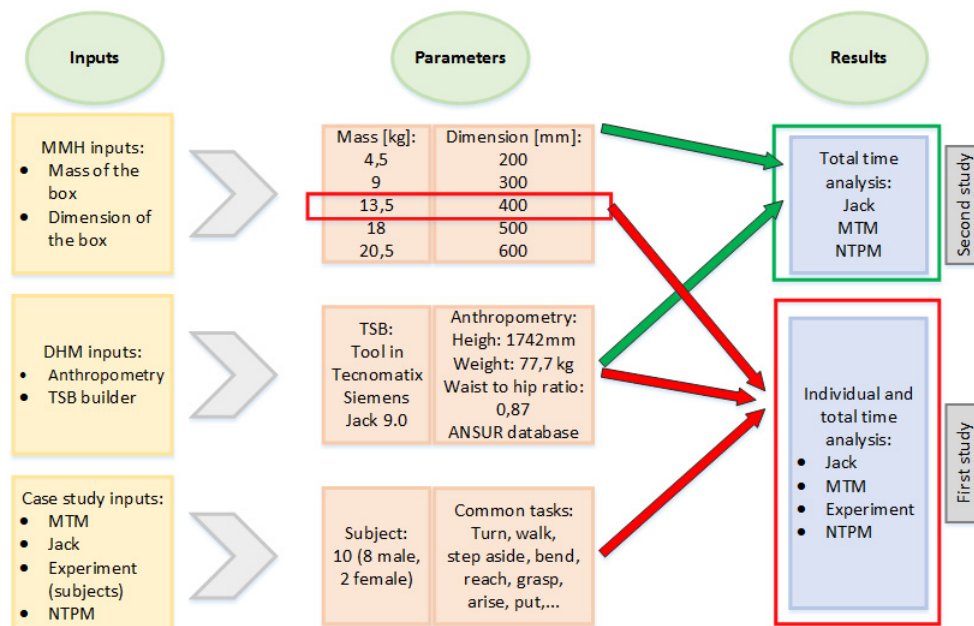 Inputs
Parameters
Results
MMH inputs:
• Mass of the
box
• Dimension of
the box
Mass [kg]:
4,5
9
13,5
18
20,5
Dimension [mm]:
200
300
400
500
600
Total time
analysis:
Jack
MTM
NTPM
Second study
DHM inputs:
• Anthropometry
• TSB builder
TSB:
Tool in
Tecnomatix
Siemens
Jack 9.0
Anthropometry:
Heigh: 1742mm
Weight: 77,7 kg
Waist to hip ratio:
0,87
ANSUR database
Individual and
total time
analysis:
• Jack
• MTM
• Experiment
• NTPM
First study
Case study inputs:
• MTM
• Jack
• Experiment
(subjects)
• NTPM
Subject:
10 (8 male,
2 female)
Common tasks:
Turn, walk,
step aside, bend,
reach, grasp,
arise, put,...